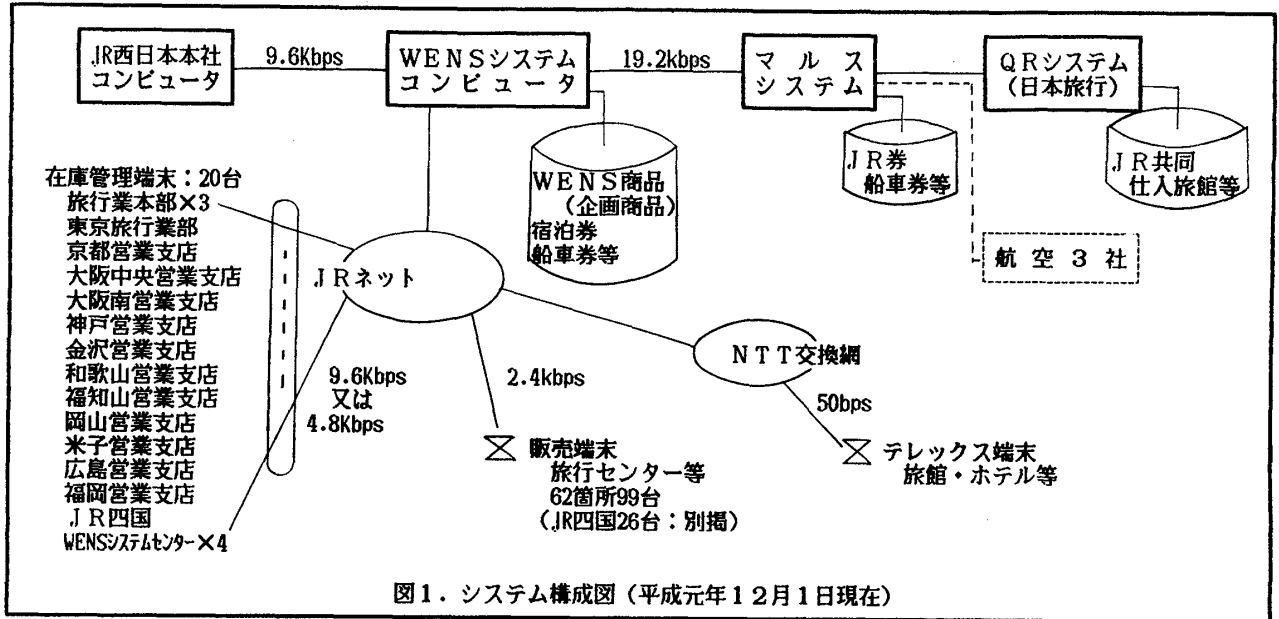 JR西日本本社
コンピュータ
9.6Kbps
WENSシステム
コンピュータ
19.2kbps
マルス
システム
QRシステム
(日本旅行)
WENS商品
(企画商品)
宿泊券
船車券等
JR券
船車券等
JR共同
仕入旅館等
航空3社
在庫管理端末:20台
旅行業本部×3
東京旅行業部
京都営業支店
大阪中央営業支店
大阪南営業支店
神戸営業支店
金沢営業支店
和歌山営業支店
福知山営業支店
岡山営業支店
米子営業支店
広島営業支店
福岡営業支店
JR四国
WENSシステムセンター×4
JRネット
9.6Kbps
又は
4.8Kbps
2.4kbps
販売端末
旅行センター等
62箇所99台
(JR四国26台:別掲)
NTT交換網
50bps
テレックス端末
旅館・ホテル等
図1.システム構成図(平成元年12月1日現在)